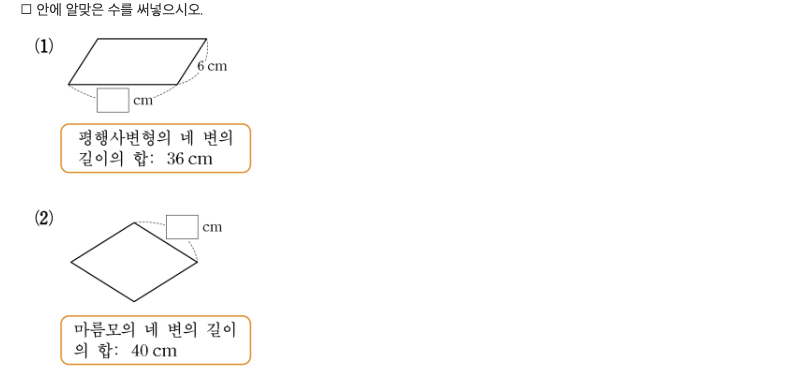 □ 안에 알맞은 수를 써넣으시오.
(1)
6 cm
cm
평행사변형의 네 변의
길이의 합: 36 cm
(2)
cm
마름모의 네 변의 길이
의 합: 40 cm